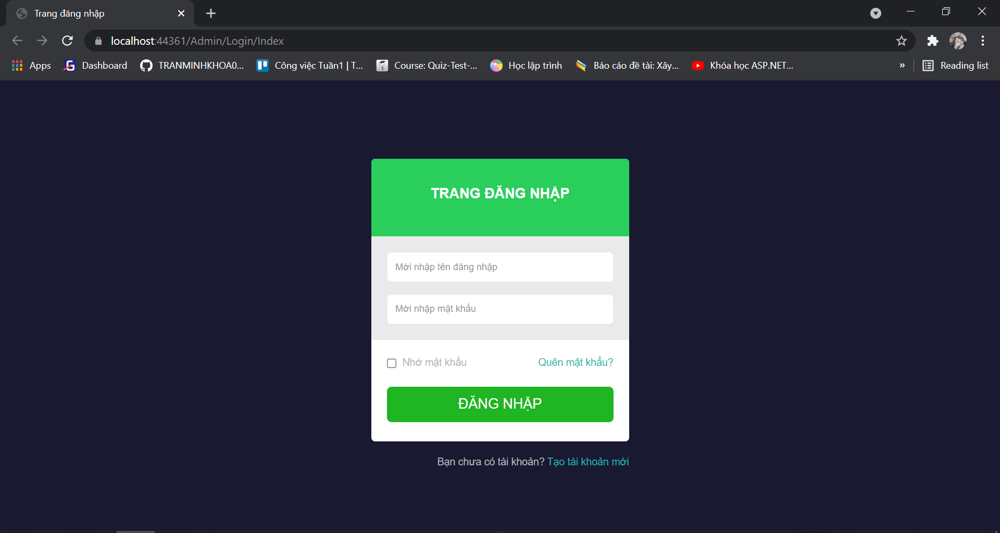 Trang đăng nhập
localhost:44361/Admin/Login/Index
Apps Dashboard TRANMINHKHOA0... Công việc Tuần1 | T... Course: Quiz-Test-... Học lập trình Báo cáo đề tài: Xây... Khóa học ASP.NET... » Reading list
TRANG ĐĂNG NHẬP
Mời nhập tên đăng nhập
Mời nhập mật khẩu
Nhớ mật khẩu Quên mật khẩu?
ĐĂNG NHẬP
Bạn chưa có tài khoản? Tạo tài khoản mới